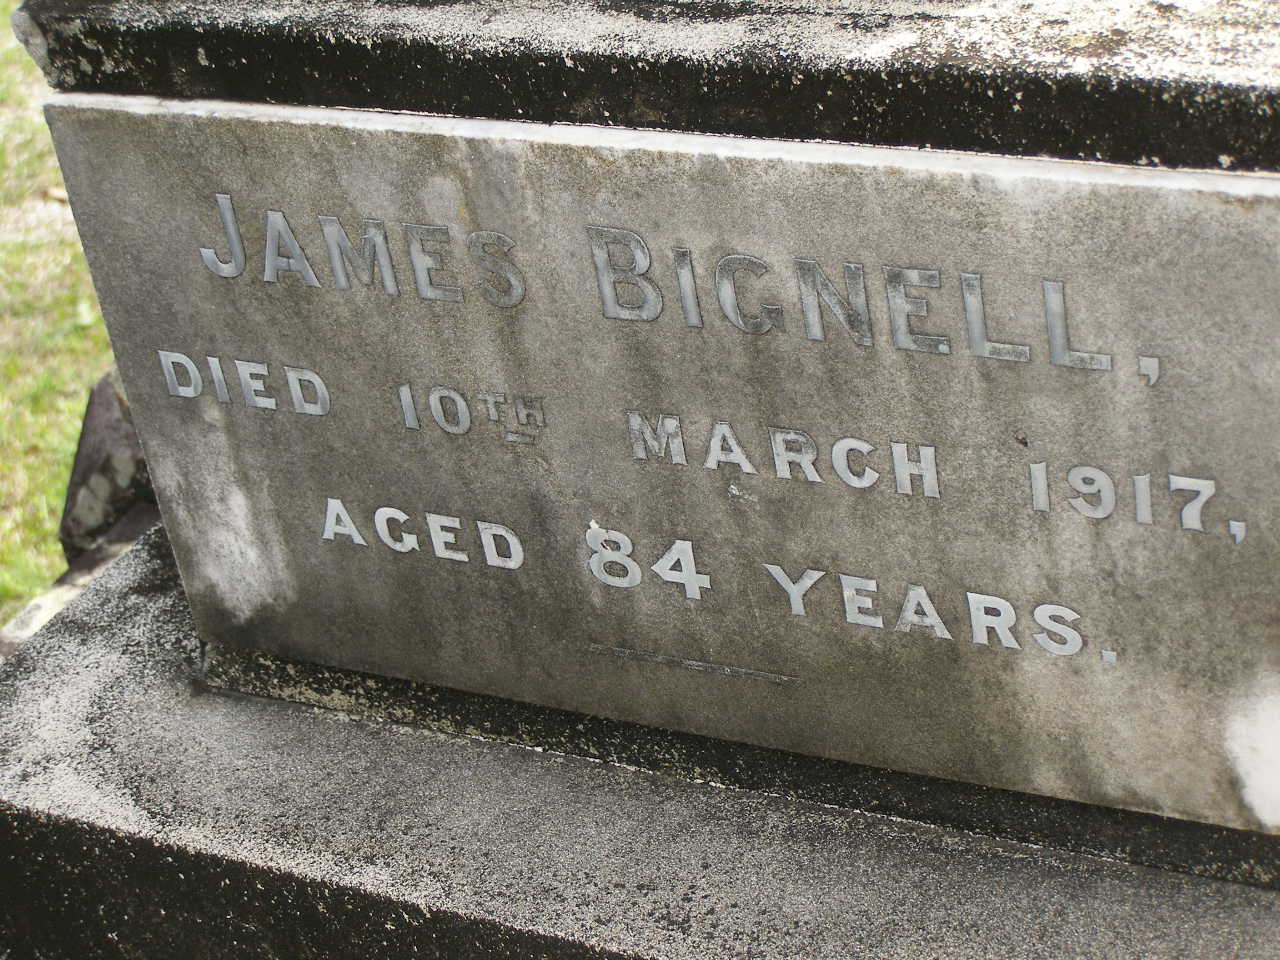 JAMES BIGNELL,
DIED 10TH MARCH 1917,
AGED 84 YEARS.